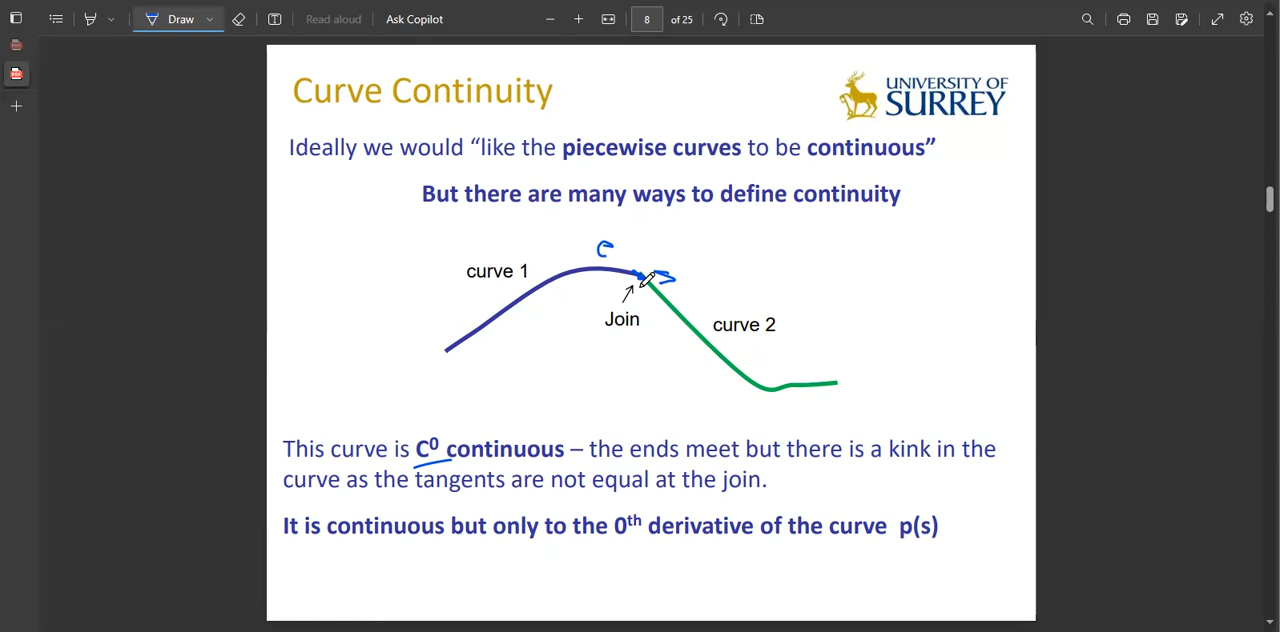 Draw
Read aloud
Ask Copilot
8
of 25
Curve Continuity
UNIVERSITY OF
SURREY
Ideally we would “like the piecewise curves to be continuous”
But there are many ways to define continuity
curve 1
Join
curve 2
This curve is C⁰ continuous – the ends meet but there is a kink in the
curve as the tangents are not equal at the join.
It is continuous but only to the 0ᵗʰ derivative of the curve p(s)